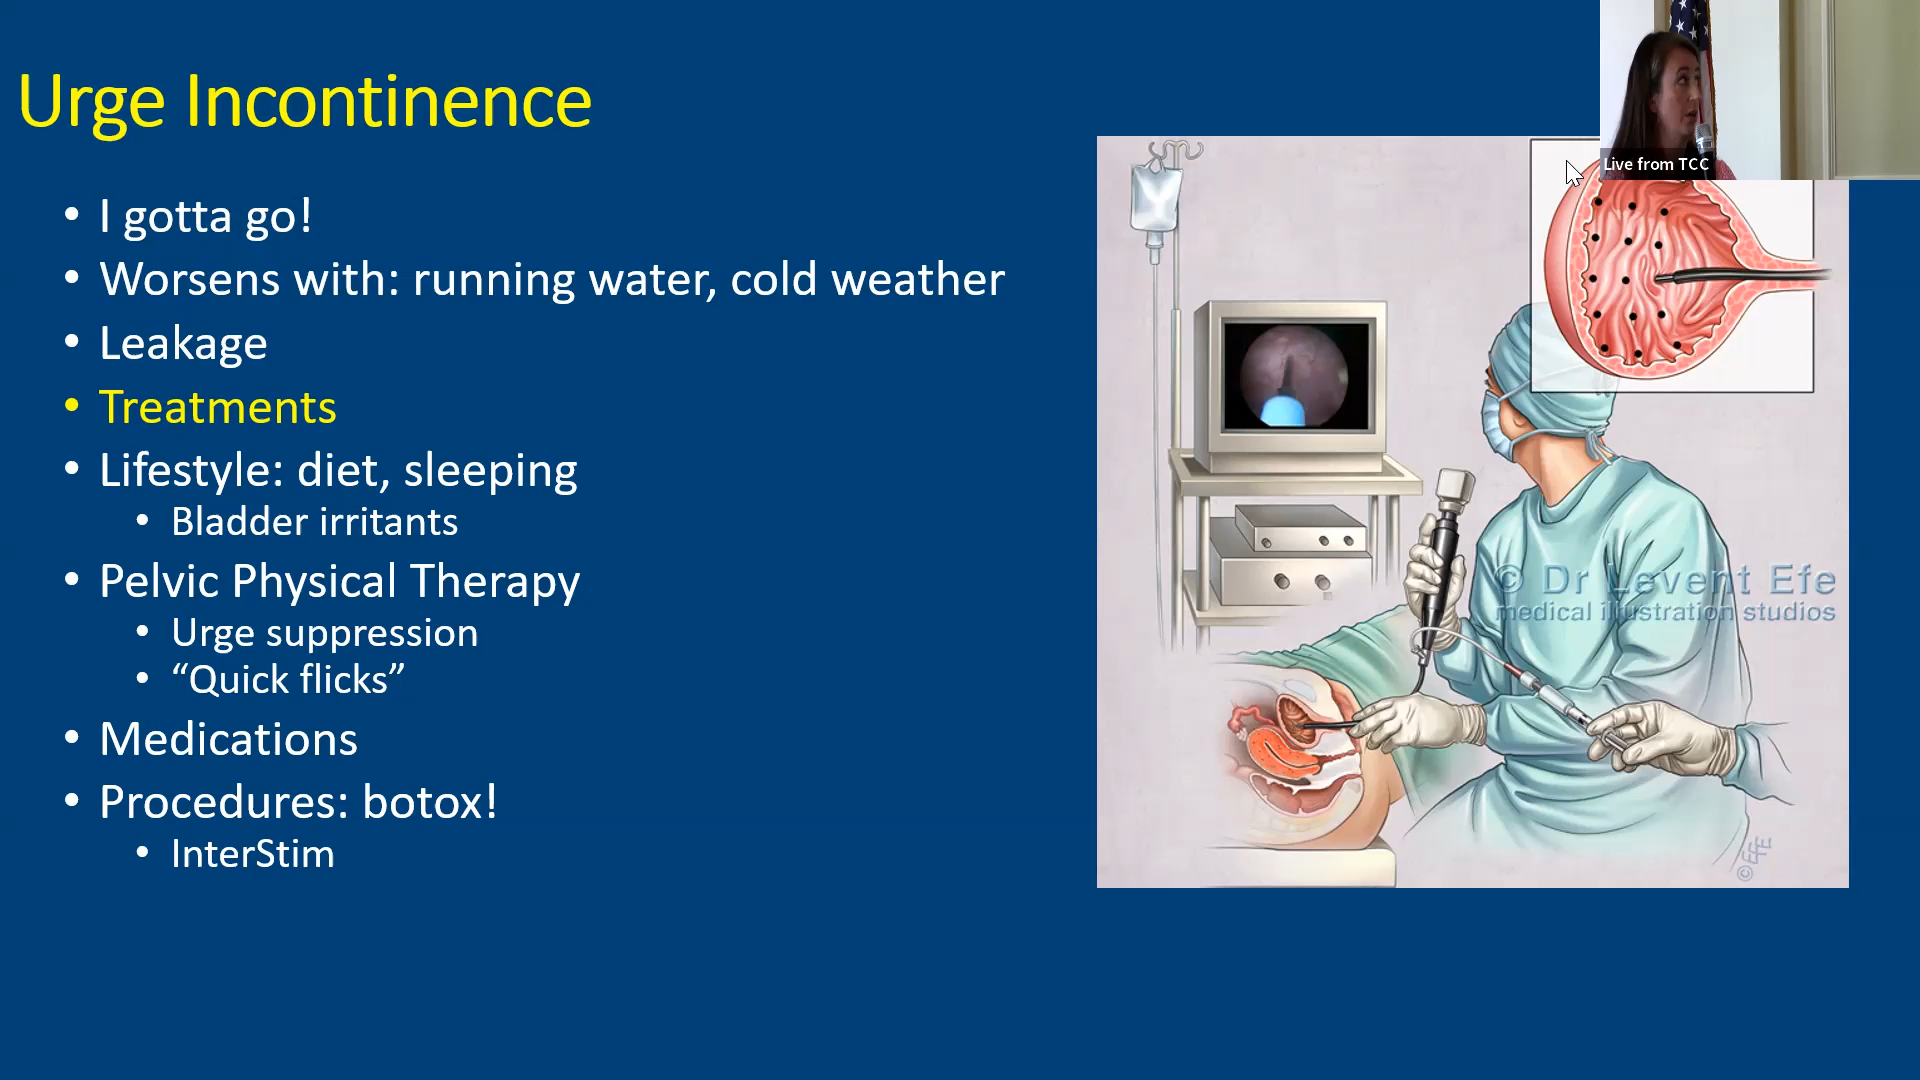 Urge Incontinence
• I gotta go!
• Worsens with: running water, cold weather
• Leakage
• Treatments
• Lifestyle: diet, sleeping
• Bladder irritants
• Pelvic Physical Therapy
• Urge suppression
• “Quick flicks”
• Medications
• Procedures: botox!
• InterStim
Live from TCC
© Dr Levent Efe
medical illustration studios
©EFE